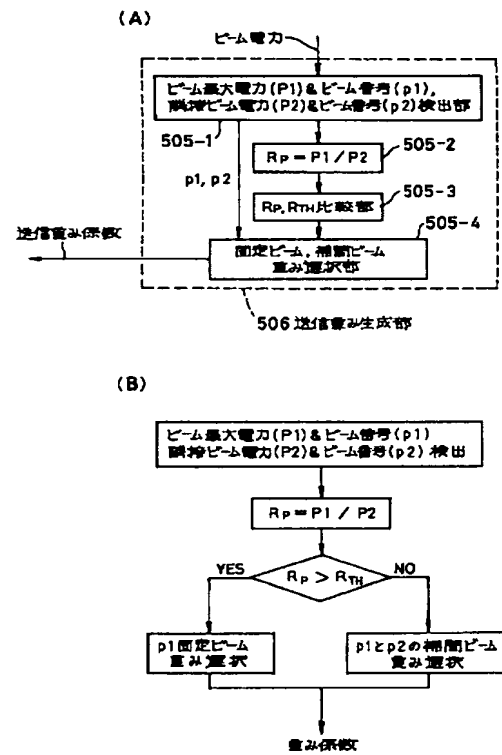 (A)
ビーム電力
ビーム最大電力(P1)&ビーム番号(p1),
隣接ビーム電力(P2)&ビーム番号(p2)検出部
505-1
RP=P1/P2
505-2
p1, p2
505-3
RP, RTH比較部
505-4
送信重み係数
固定ビーム,補間ビーム
重み選択部
506 送信重み生成部
(B)
ビーム最大電力(P1)&ビーム番号(p1)
隣接ビーム電力(P2)&ビーム番号(p2)検出
RP=P1 / P2
YES
RP > RTH
NO
p1固定ビーム
重み選択
p1とp2の補間ビーム
重み選択
重み係数